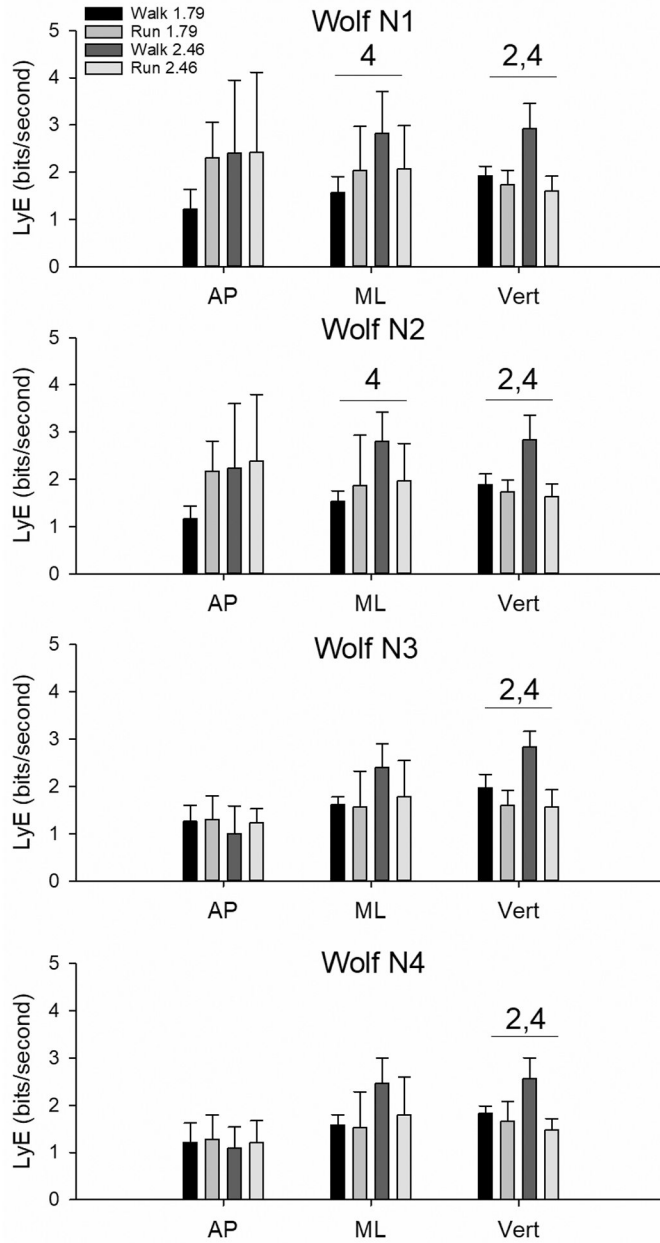 Walk 1.79
Run 1.79
Walk 2.46
Run 2.46
Wolf N1
LyE (bits/second)
5
4
3
2
1
0
4
2,4
AP ML Vert
Wolf N2
LyE (bits/second)
5
4
3
2
1
0
4
2,4
AP ML Vert
Wolf N3
LyE (bits/second)
5
4
3
2
1
0
2,4
AP ML Vert
Wolf N4
LyE (bits/second)
5
4
3
2
1
0
2,4
AP ML Vert